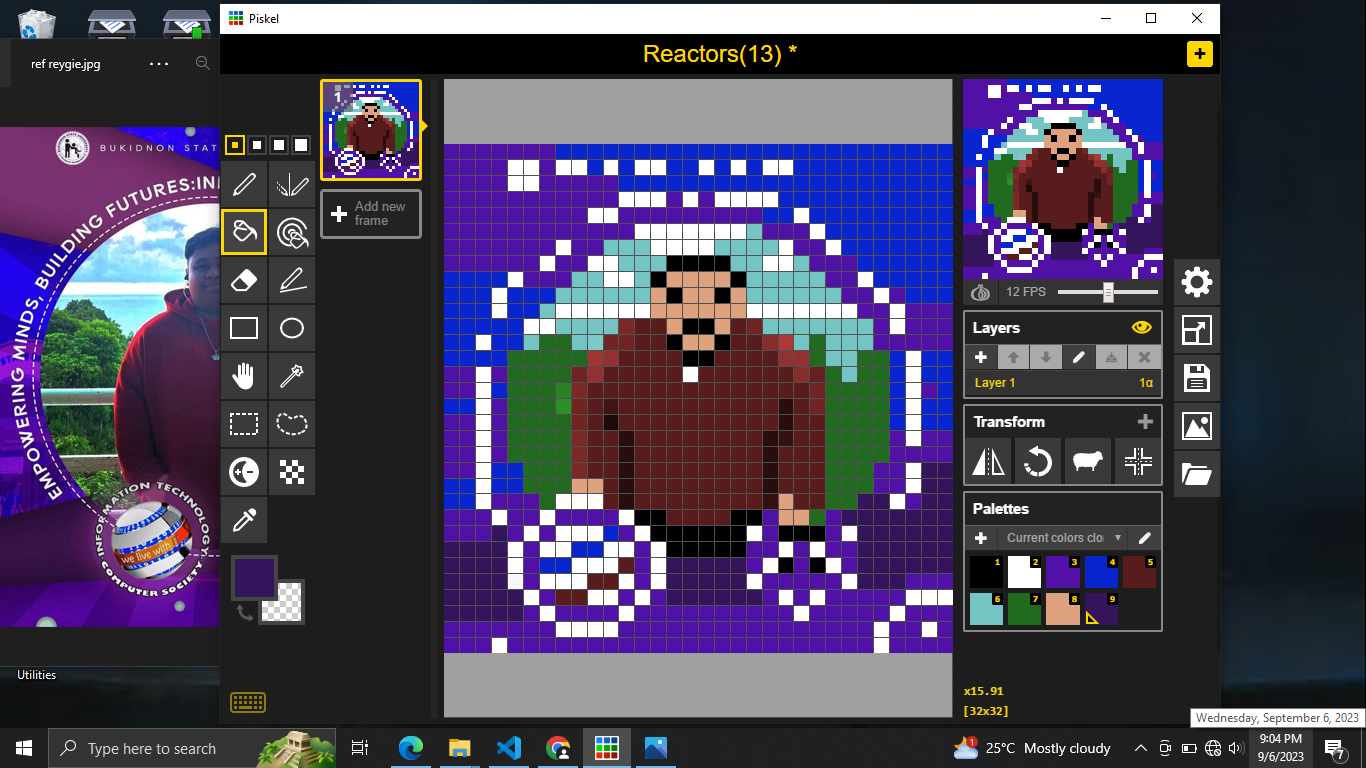 Piskel
ref reygie.jpg
Reactors(13) *
1
Add new
frame
BUKIDNON STAT
EMPOWERING MINDS, BUILDING FUTURES:IN
we live with I
INFORMATION TECHNOLOGY
COMPUTER SOCIETY
12 FPS
Layers
Layer 1
1α
Transform
Palettes
Current colors clo
1
2
3
4
5
6
7
8
9
x15.91
[32x32]
Utilities
Wednesday, September 6, 2023
Type here to search
1
25°C Mostly cloudy
9:04 PM
9/6/2023
7